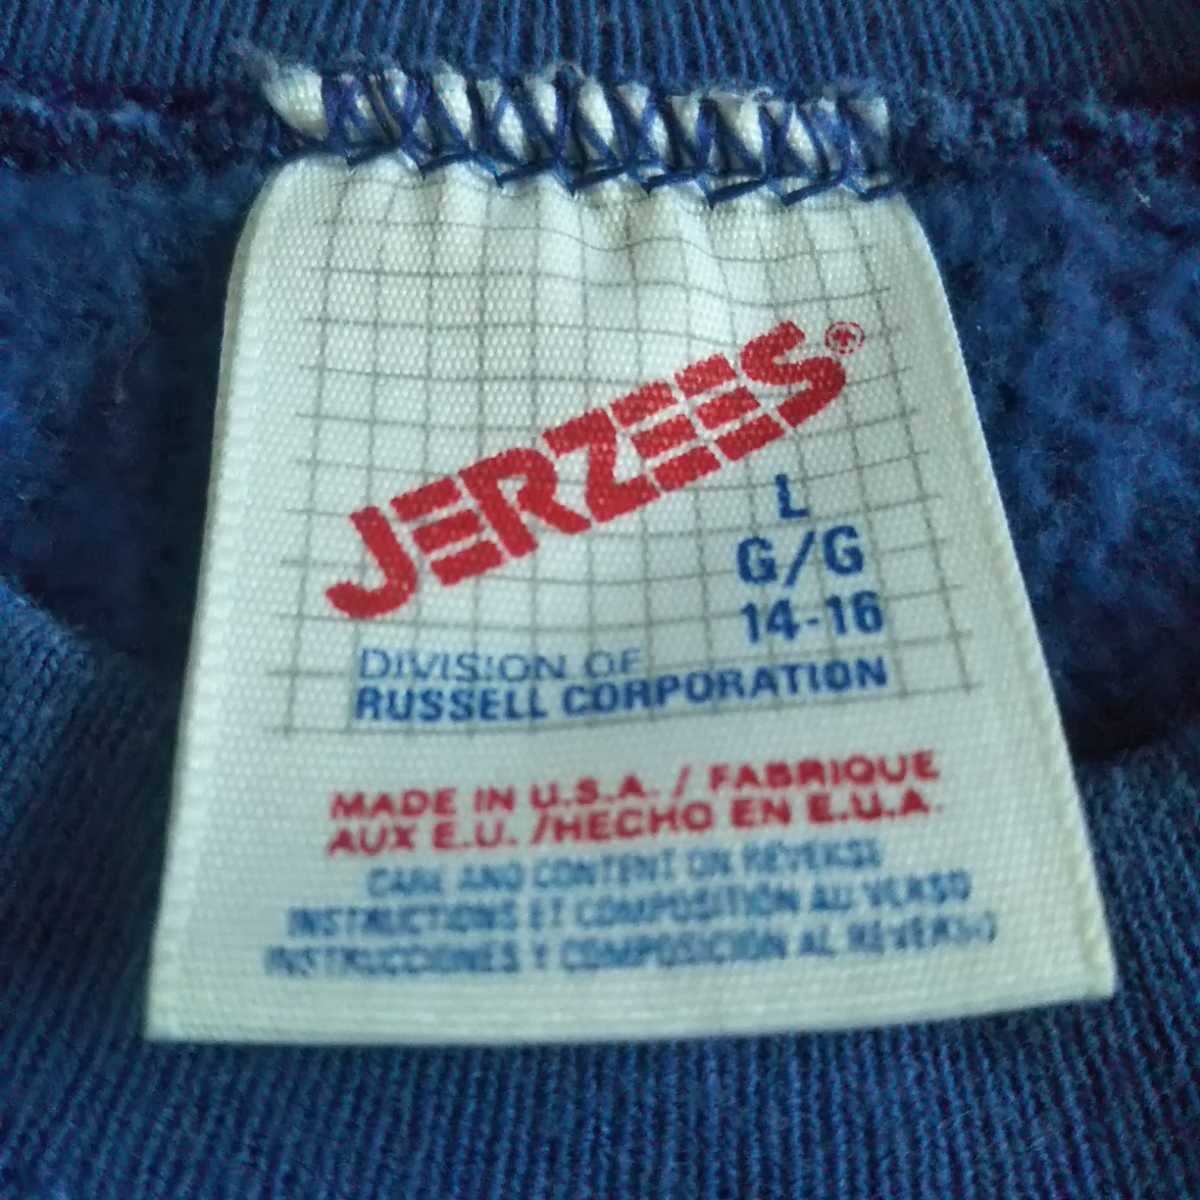 JERZEES®
L
G/G
14-16
DIVISION OF
RUSSELL CORPORATION
MADE IN U.S.A. / FABRIQUE
AUX E.U. /HECHO EN E.U.A.
CARE AND CONTENT ON REVERSE
INSTRUCTIONS ET COMPOSITION AU VERSO
INSTRUCCIONES Y COMPOSICIÓN AL REVERSO